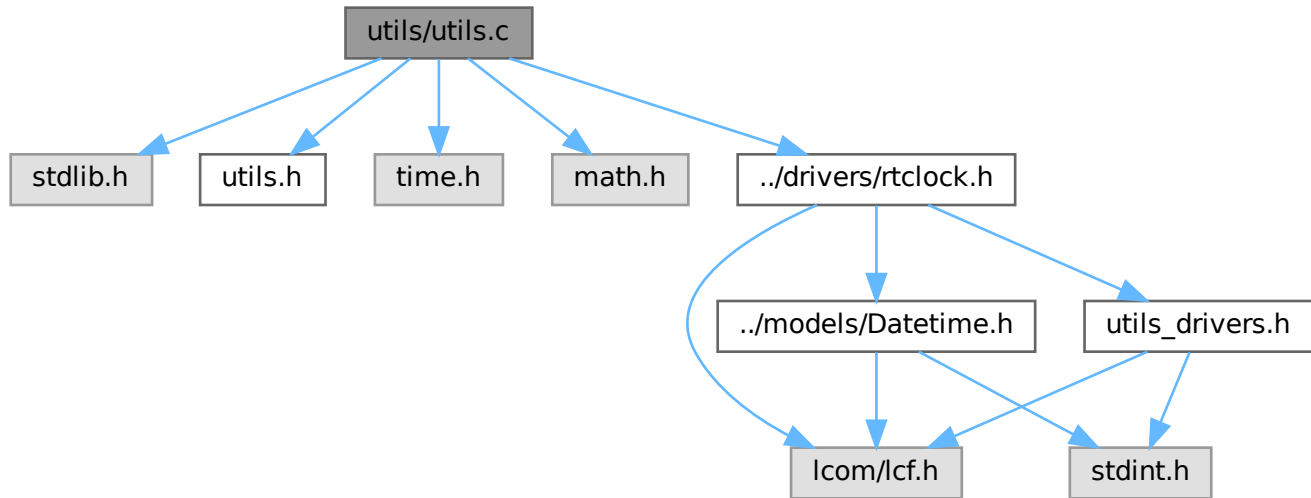 utils/utils.c
stdlib.h
utils.h
time.h
math.h
../drivers/rtclock.h
../models/Datetime.h
utils_drivers.h
lcom/lcf.h
stdint.h